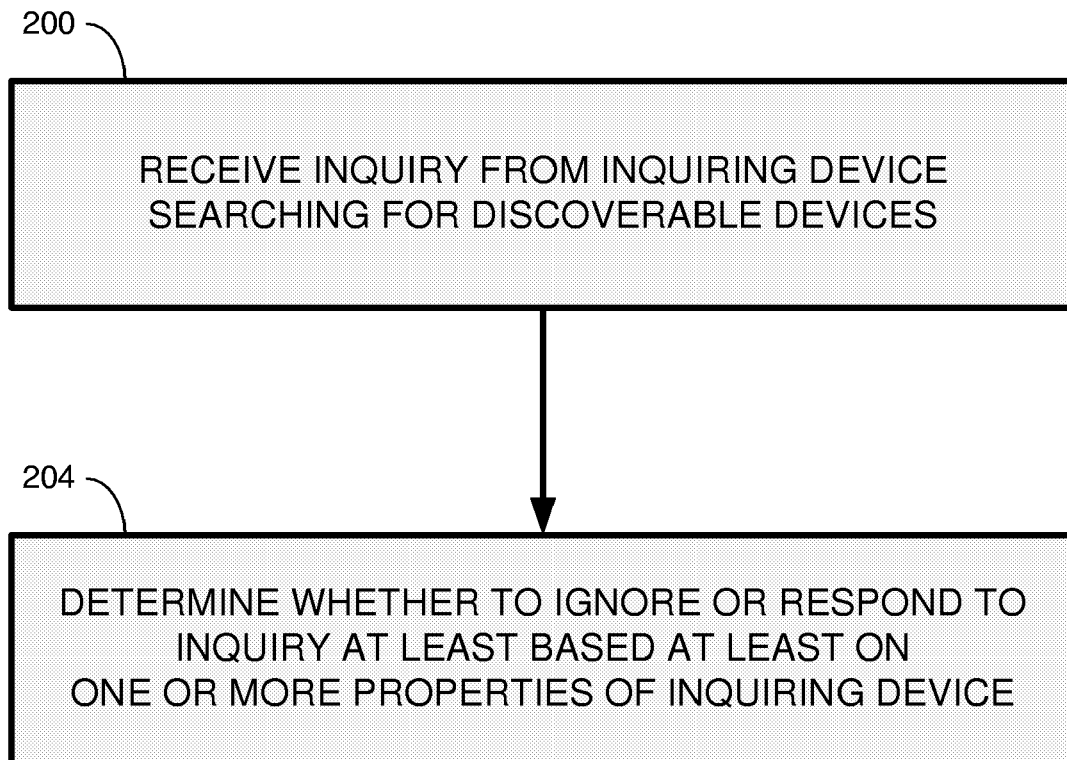 200
RECEIVE INQUIRY FROM INQUIRING DEVICE
SEARCHING FOR DISCOVERABLE DEVICES
204
DETERMINE WHETHER TO IGNORE OR RESPOND TO
INQUIRY AT LEAST BASED AT LEAST ON
ONE OR MORE PROPERTIES OF INQUIRING DEVICE